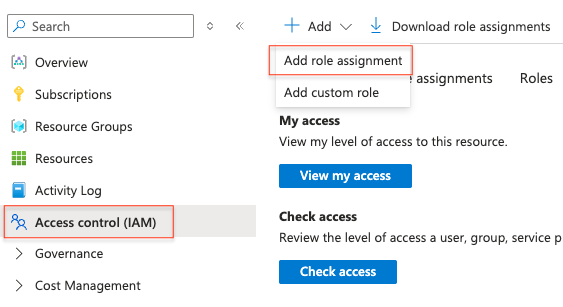 Search
Add
Download role assignments
Overview
Add role assignment
assignments
Roles
Subscriptions
Add custom role
Resource Groups
My access
View my level of access to this resource.
Resources
View my access
Activity Log
Access control (IAM)
Check access
Review the level of access a user, group, service p
Governance
Check access
Cost Management